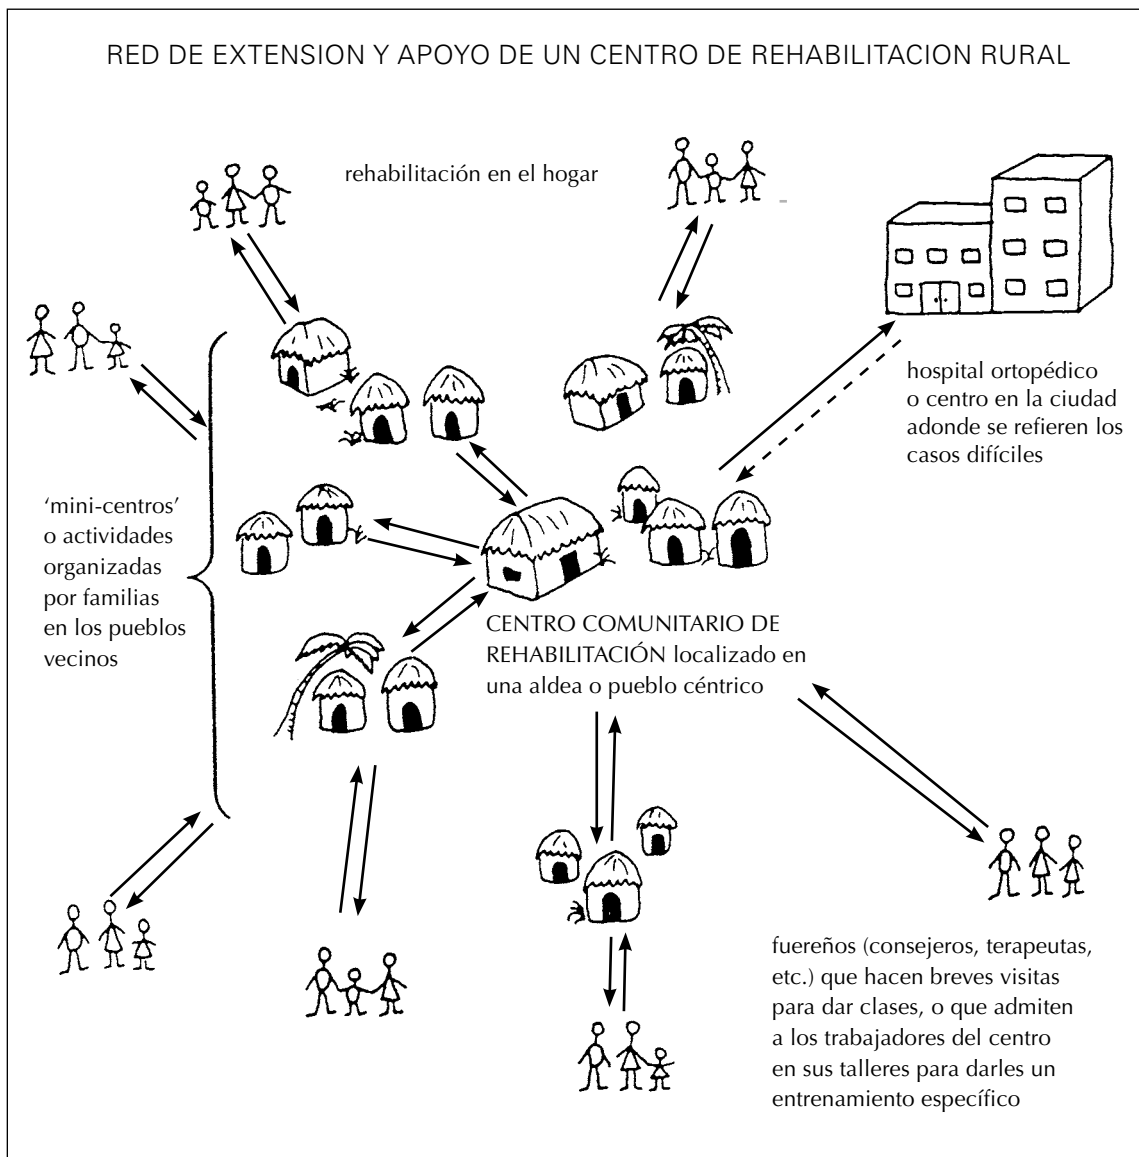 RED DE EXTENSION Y APOYO DE UN CENTRO DE REHABILITACION RURAL
rehabilitación en el hogar
hospital ortopédico
o centro en la ciudad
adonde se refieren los
casos difíciles
‘mini-centros’
o actividades
organizadas
por familias
en los pueblos
vecinos
CENTRO COMUNITARIO DE
REHABILITACIÓN localizado en
una aldea o pueblo céntrico
fuereños (consejeros, terapeutas,
etc.) que hacen breves visitas
para dar clases, o que admiten
a los trabajadores del centro
en sus talleres para darles un
entrenamiento específico